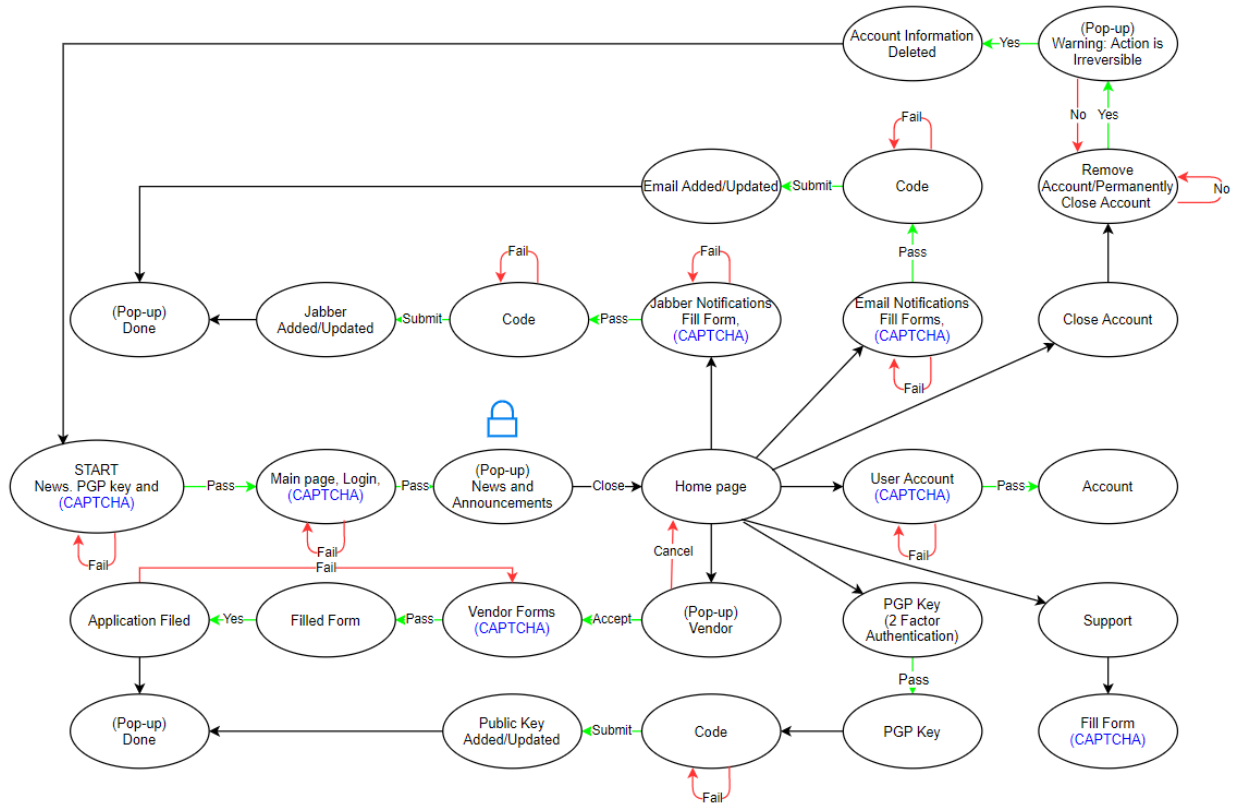 Account Information
Deleted
Yes
(Pop-up)
Warning: Action is
Irreversible
No
Yes
Fail
Email Added/Updated
Submit
Code
Remove
Account/Permanently
Close Account
No
Pass
Fail
Fail
(Pop-up)
Done
Jabber
Added/Updated
Submit
Code
Pass
Jabber Notifications
Fill Form,
(CAPTCHA)
Email Notifications
Fill Forms,
(CAPTCHA)
Close Account
Fail
START
News. PGP key and
(CAPTCHA)
Pass
Main page, Login,
(CAPTCHA)
Pass
(Pop-up)
News and
Announcements
Close
Home page
User Account
(CAPTCHA)
Pass
Account
Fail
Fail
Cancel
Fail
Fail
Application Filed
Yes
Filled Form
Pass
Vendor Forms
(CAPTCHA)
Accept
(Pop-up)
Vendor
PGP Key
(2 Factor
Authentication)
Support
Pass
(Pop-up)
Done
Public Key
Added/Updated
Submit
Code
PGP Key
Fill Form
(CAPTCHA)
Fail